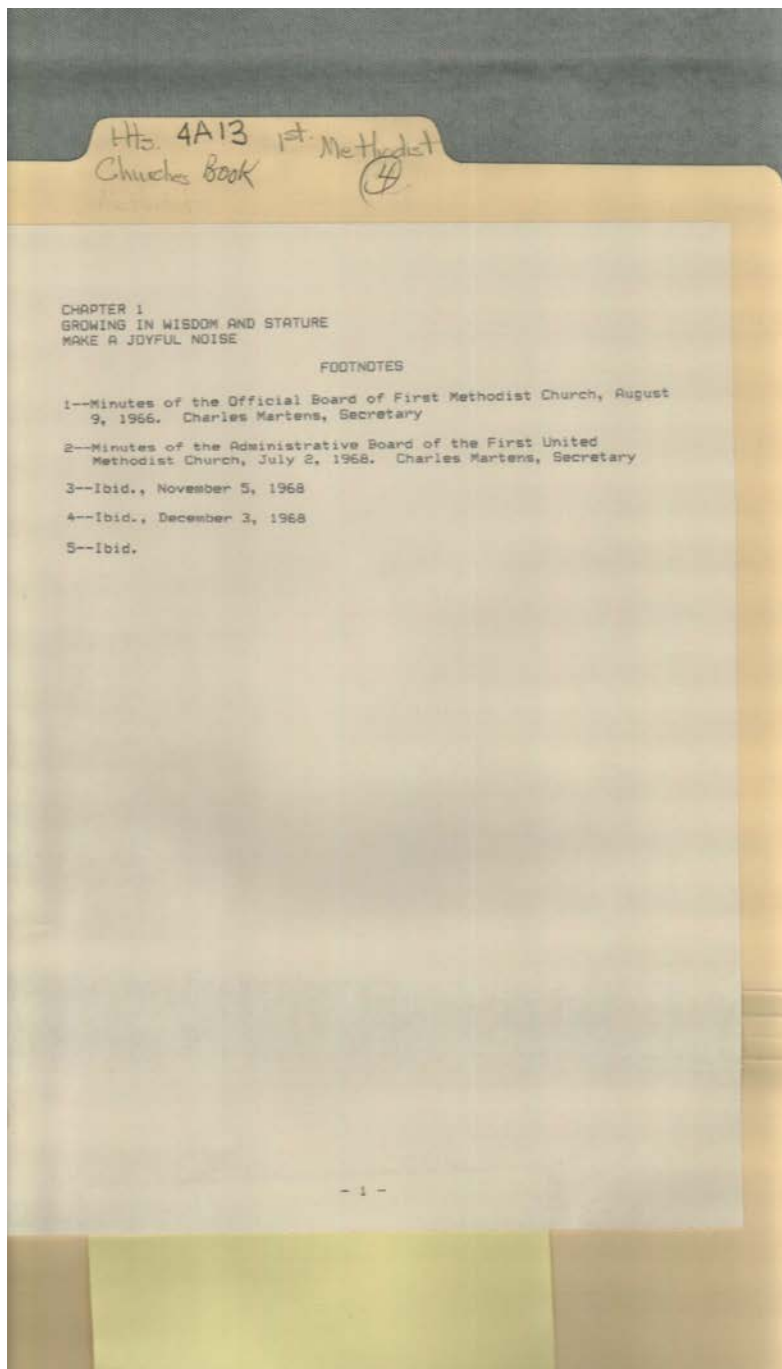 Hts. 4A13 1st. Methodist
Churches Book
4
CHAPTER 1
GROWING IN WISDOM AND STATURE
MAKE A JOYFUL NOISE
FOOTNOTES
1--Minutes of the Official Board of First Methodist Church, August
9, 1966. Charles Martens, Secretary
2--Minutes of the Administrative Board of the First United
Methodist Church, July 2, 1968. Charles Martens, Secretary
3--Ibid., November 5, 1968
4--Ibid., December 3, 1968
5--Ibid.
- 1 -